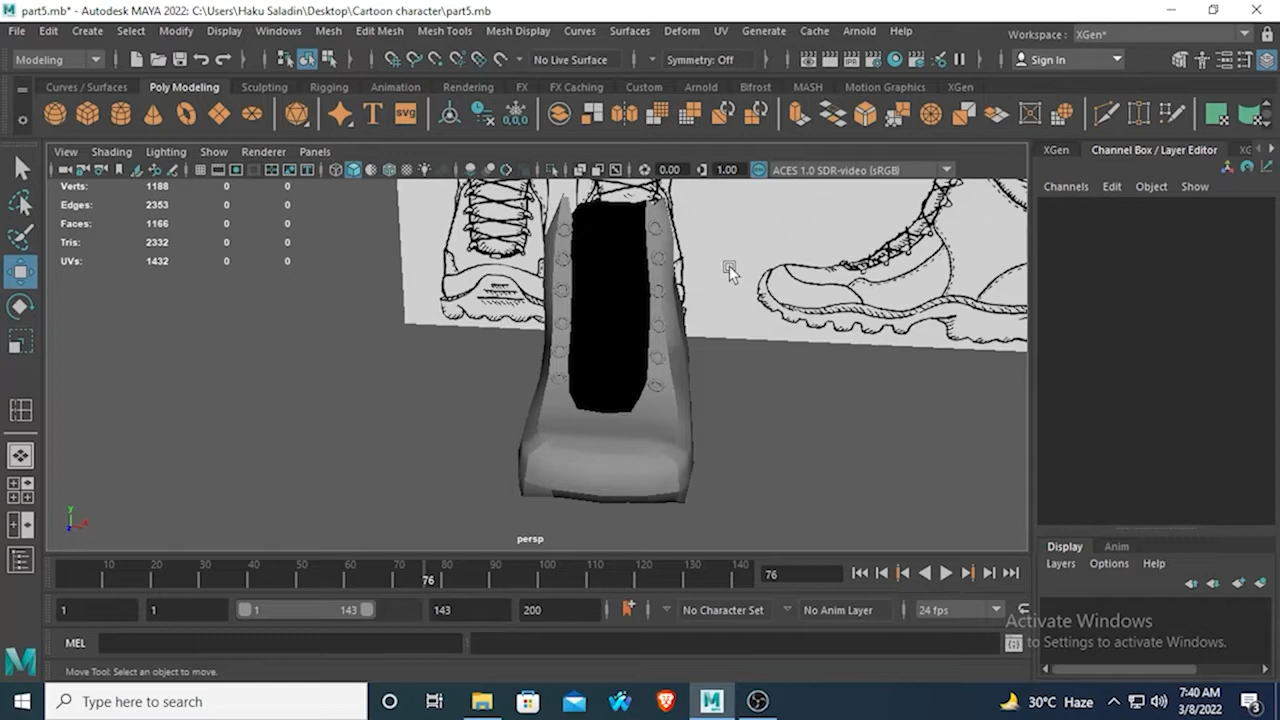 part5.mb* - Autodesk MAYA 2022: C:\Users\Haku Saladin\Desktop\Cartoon character\part5.mb
File Edit Create Select Modify Display Windows Mesh Edit Mesh Mesh Tools Mesh Display Curves Surfaces Deform UV Generate Cache Arnold Help
Workspace : XGen*
Modeling
No Live Surface
Symmetry: Off
Sign In
Curves / Surfaces Poly Modeling Sculpting Rigging Animation Rendering FX FX Caching Custom Arnold Bifrost MASH Motion Graphics XGen
T svg
0,0,0
View Shading Lighting Show Renderer Panels
XGen Channel Box / Layer Editor
0.00 1.00 ACES 1.0 SDR-video (sRGB)
Channels Edit Object Show
Verts: 1188 0 0
Edges: 2353 0 0
Faces: 1166 0 0
Tris: 2332 0 0
UVs: 1432 0 0
y
x
z
persp
Display Anim
Layers Options Help
10 20 30 40 50 60 70 80 90 100 110 120 130 140
76
76
1 1 1 143 143 200 No Character Set No Anim Layer 24 fps
Activate Windows
to Settings to activate Windows.
MEL
Move Tool: Select an object to move.
Type here to search
30°C Haze
7:40 AM
3/8/2022
3